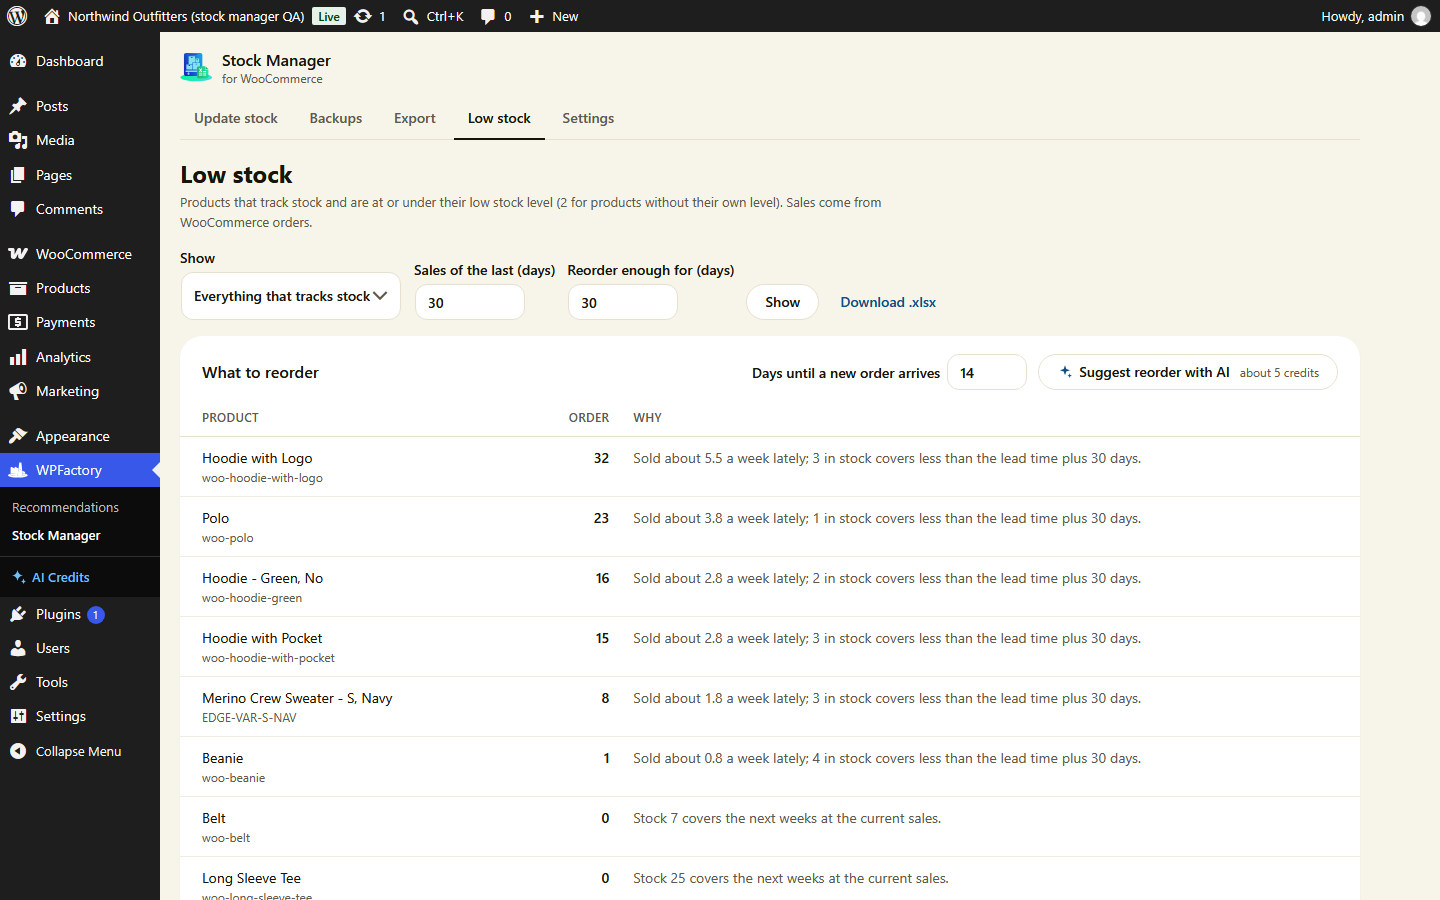 Northwind Outfitters (stock manager QA) Live 1 Ctrl+K 0 New Howdy, admin
Dashboard
Posts
Media
Pages
Comments
WooCommerce
Products
Payments
Analytics
Marketing
Appearance
WPFactory
Recommendations
Stock Manager
AI Credits
Plugins 1
Users
Tools
Settings
Collapse Menu
Stock Manager
for WooCommerce
Update stock Backups Export Low stock Settings
Low stock
Products that track stock and are at or under their low stock level (2 for products without their own level). Sales come from
WooCommerce orders.
Show
Everything that tracks stock
Sales of the last (days)
30
Reorder enough for (days)
30
Show
Download .xlsx
What to reorder
Days until a new order arrives 14 Suggest reorder with AI about 5 credits
PRODUCT ORDER WHY
Hoodie with Logo 32 Sold about 5.5 a week lately; 3 in stock covers less than the lead time plus 30 days.
woo-hoodie-with-logo
Polo 23 Sold about 3.8 a week lately; 1 in stock covers less than the lead time plus 30 days.
woo-polo
Hoodie - Green, No 16 Sold about 2.8 a week lately; 2 in stock covers less than the lead time plus 30 days.
woo-hoodie-green
Hoodie with Pocket 15 Sold about 2.8 a week lately; 3 in stock covers less than the lead time plus 30 days.
woo-hoodie-with-pocket
Merino Crew Sweater - S, Navy 8 Sold about 1.8 a week lately; 3 in stock covers less than the lead time plus 30 days.
EDGE-VAR-S-NAV
Beanie 1 Sold about 0.8 a week lately; 4 in stock covers less than the lead time plus 30 days.
woo-beanie
Belt 0 Stock 7 covers the next weeks at the current sales.
woo-belt
Long Sleeve Tee 0 Stock 25 covers the next weeks at the current sales.
woo-long-sleeve-tee